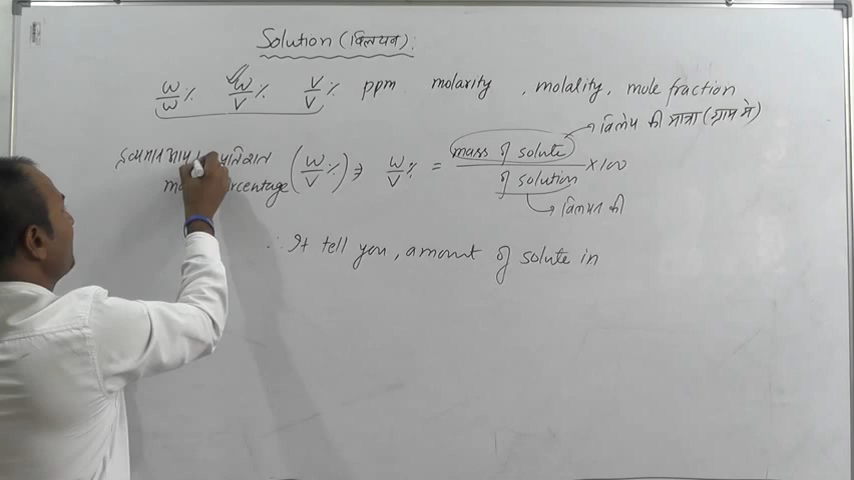 Solution (विलयन):
W/W % W/V % V/V % ppm molarity , molality, mole fraction
विलेय की मात्रा (ग्राम में)
(W/V %) ⇒ W/V % = mass of solute / of solution × 100
विलयन की
∴ It tell you, amount of solute in